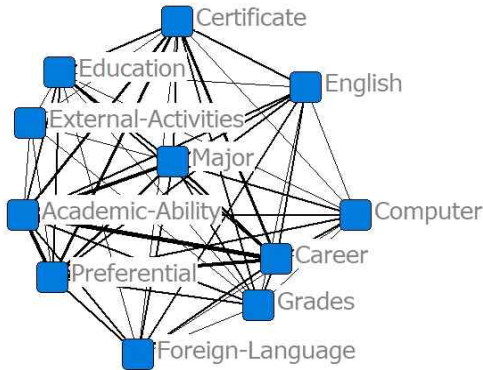 Certificate
Education
English
External-Activities
Major
Academic-Ability
Computer
Career
Preferential
Grades
Foreign-Language